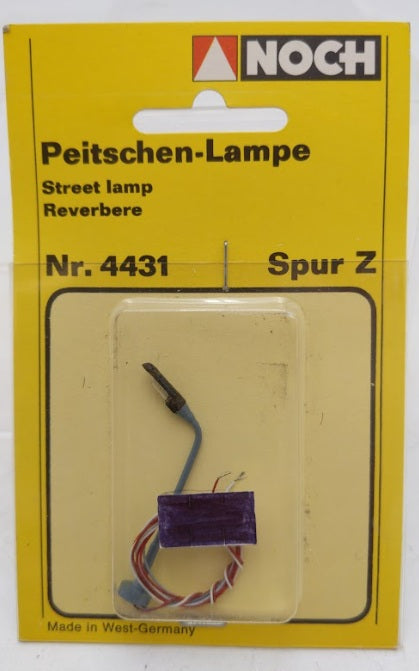 NOCH
Peitschen-Lampe
Street lamp
Reverbere
Nr. 4431 Spur Z
Made in West-Germany